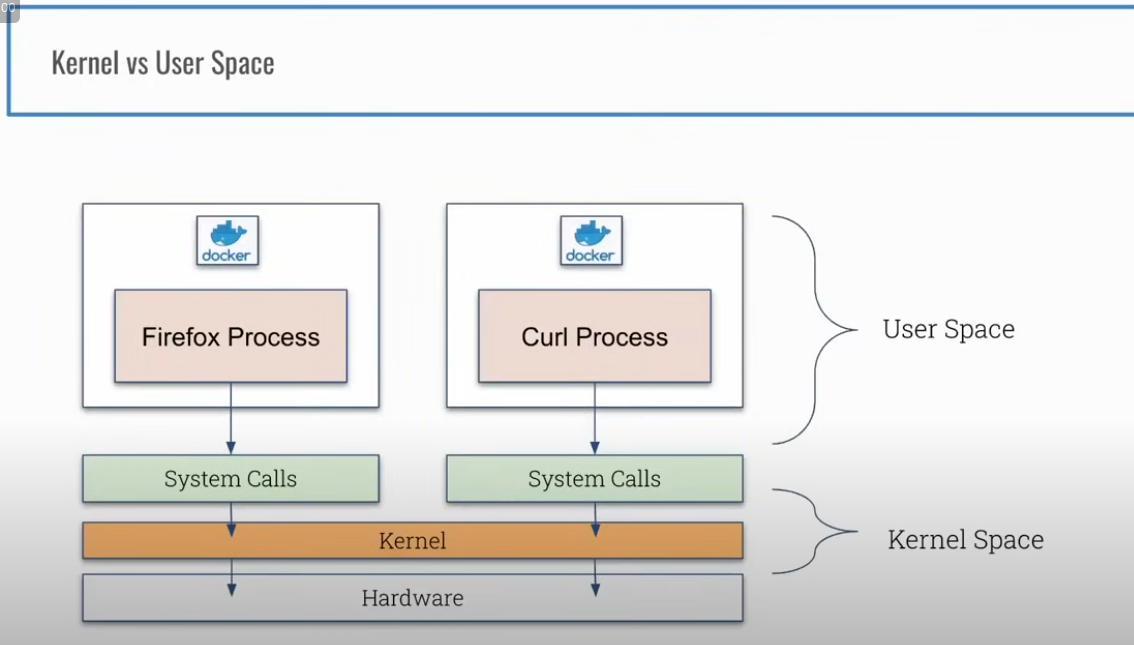 00
Kernel vs User Space
docker
docker
Firefox Process
Curl Process
User Space
System Calls
System Calls
Kernel
Kernel Space
Hardware